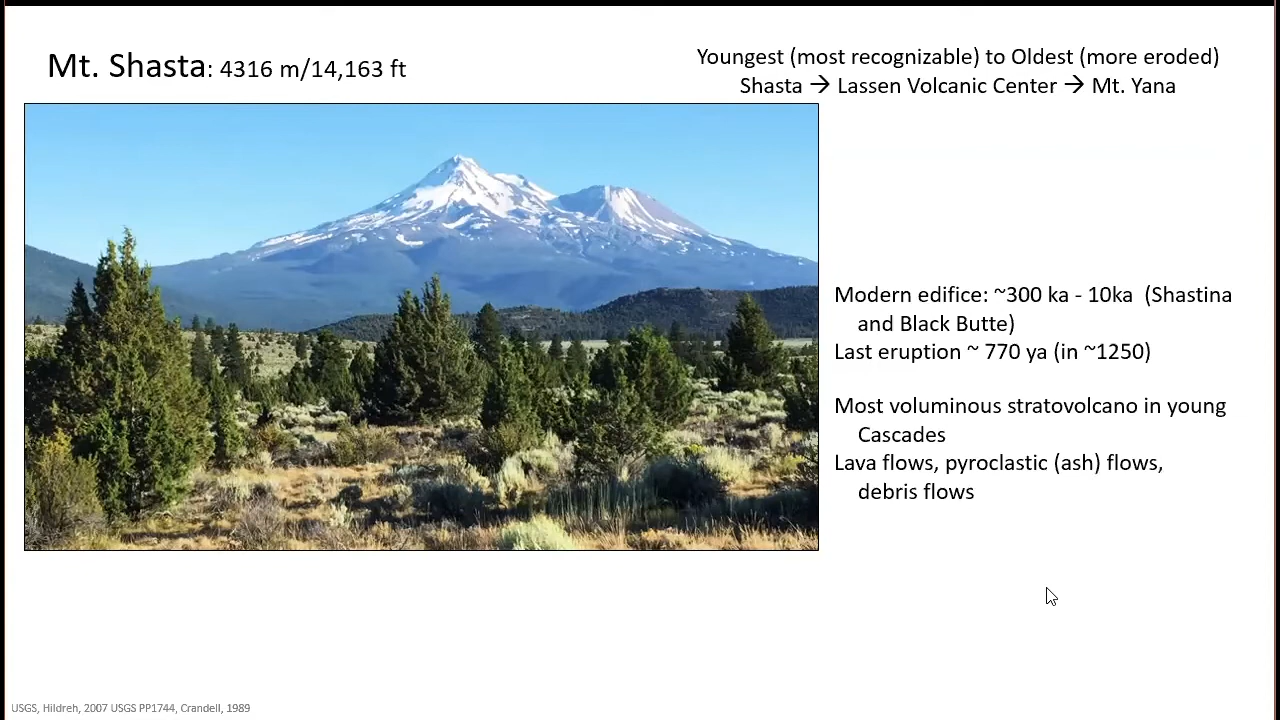 Mt. Shasta: 4316 m/14,163 ft
Youngest (most recognizable) to Oldest (more eroded)
Shasta → Lassen Volcanic Center → Mt. Yana
Modern edifice: ~300 ka - 10ka (Shastina
and Black Butte)
Last eruption ~ 770 ya (in ~1250)
Most voluminous stratovolcano in young
Cascades
Lava flows, pyroclastic (ash) flows,
debris flows
USGS, Hildreh, 2007 USGS PP1744, Crandell, 1989